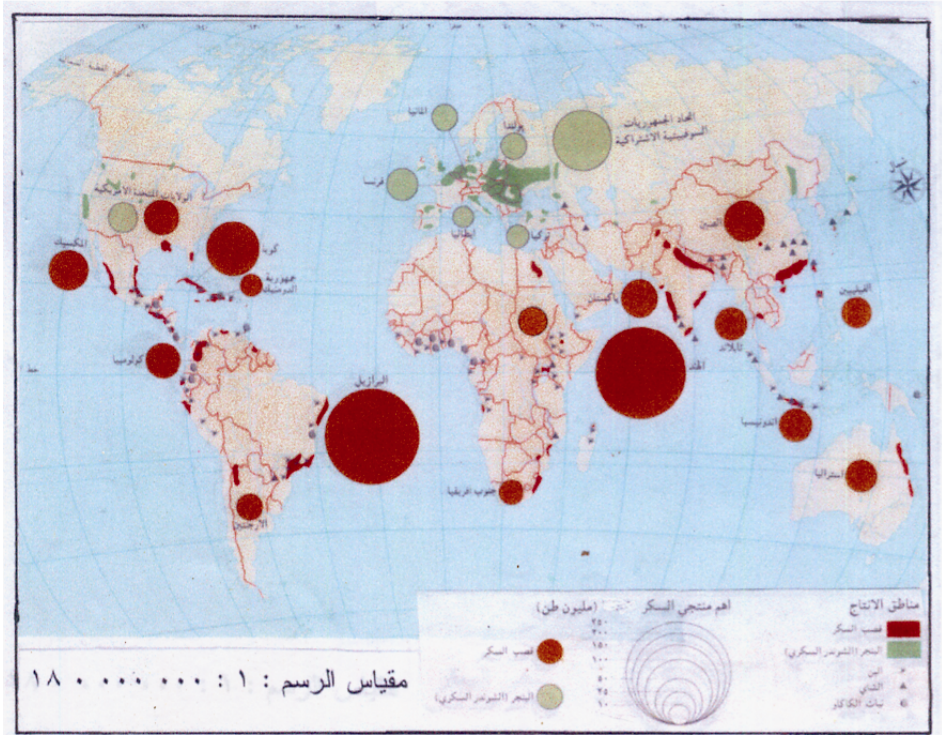 المانيا
بولندا
اتحاد الجمهوريات
السوفييتية الاشتراكية
فرنسا
الولايات المتحدة الامريكية
ايطاليا
تركيا
الصين
المكسيك
كوبا
جمهورية
الدومنيك
باكستان
الفيليبين
كولومبيا
تايلاند
الهند
البرازيل
اندونيسيا
جنوب افريقيا
استراليا
الارجنتين
مناطق الانتاج
قصب السكر
البنجر (الشوندر السكري)
البن
الشاي
نبات الكاكاو
اهم منتجي السكر
(مليون طن)
٢٥٠
٢٠٠
١٥٠
١٠٠
٥٠
٢٥
١٠
قصب السكر
البنجر (الشوندر السكري)
مقياس الرسم : ١ : ١٨٠ ٠٠٠ ٠٠٠